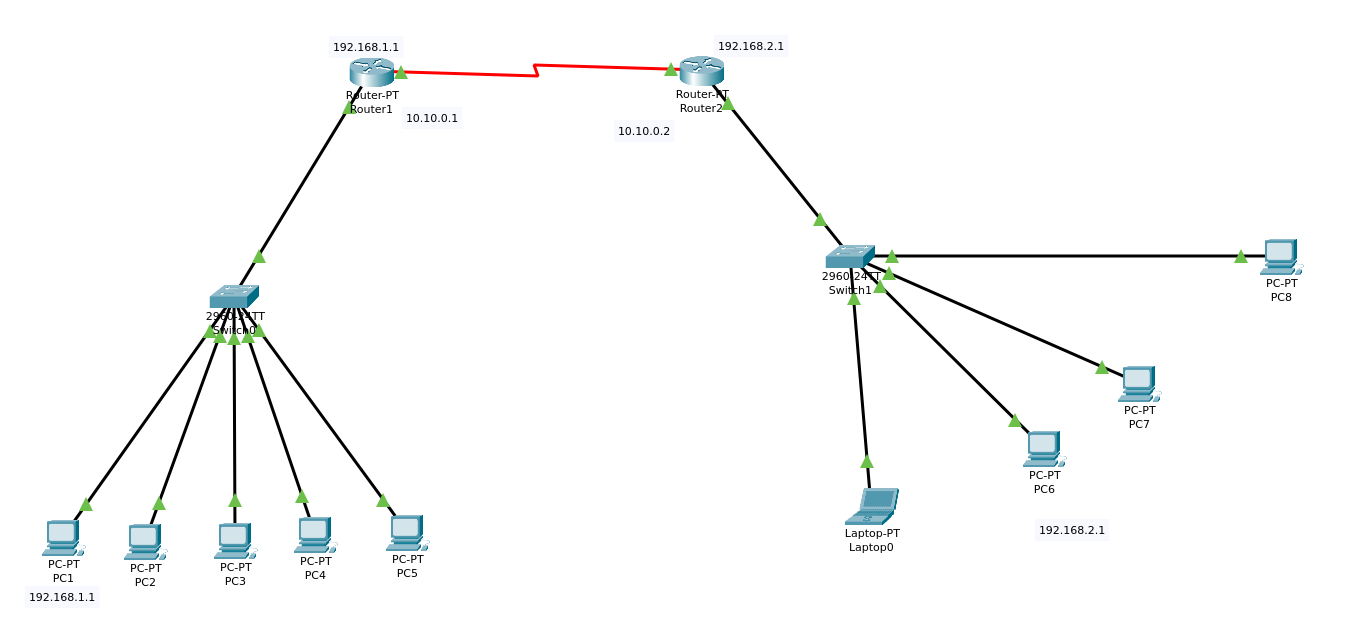 192.168.1.1
Router-PT
Router1
10.10.0.1
192.168.2.1
Router-PT
Router2
10.10.0.2
2960-24TT
Switch0
2960-24TT
Switch1
PC-PT
PC8
PC-PT
PC7
PC-PT
PC6
192.168.2.1
Laptop-PT
Laptop0
PC-PT
PC1
192.168.1.1
PC-PT
PC2
PC-PT
PC3
PC-PT
PC4
PC-PT
PC5